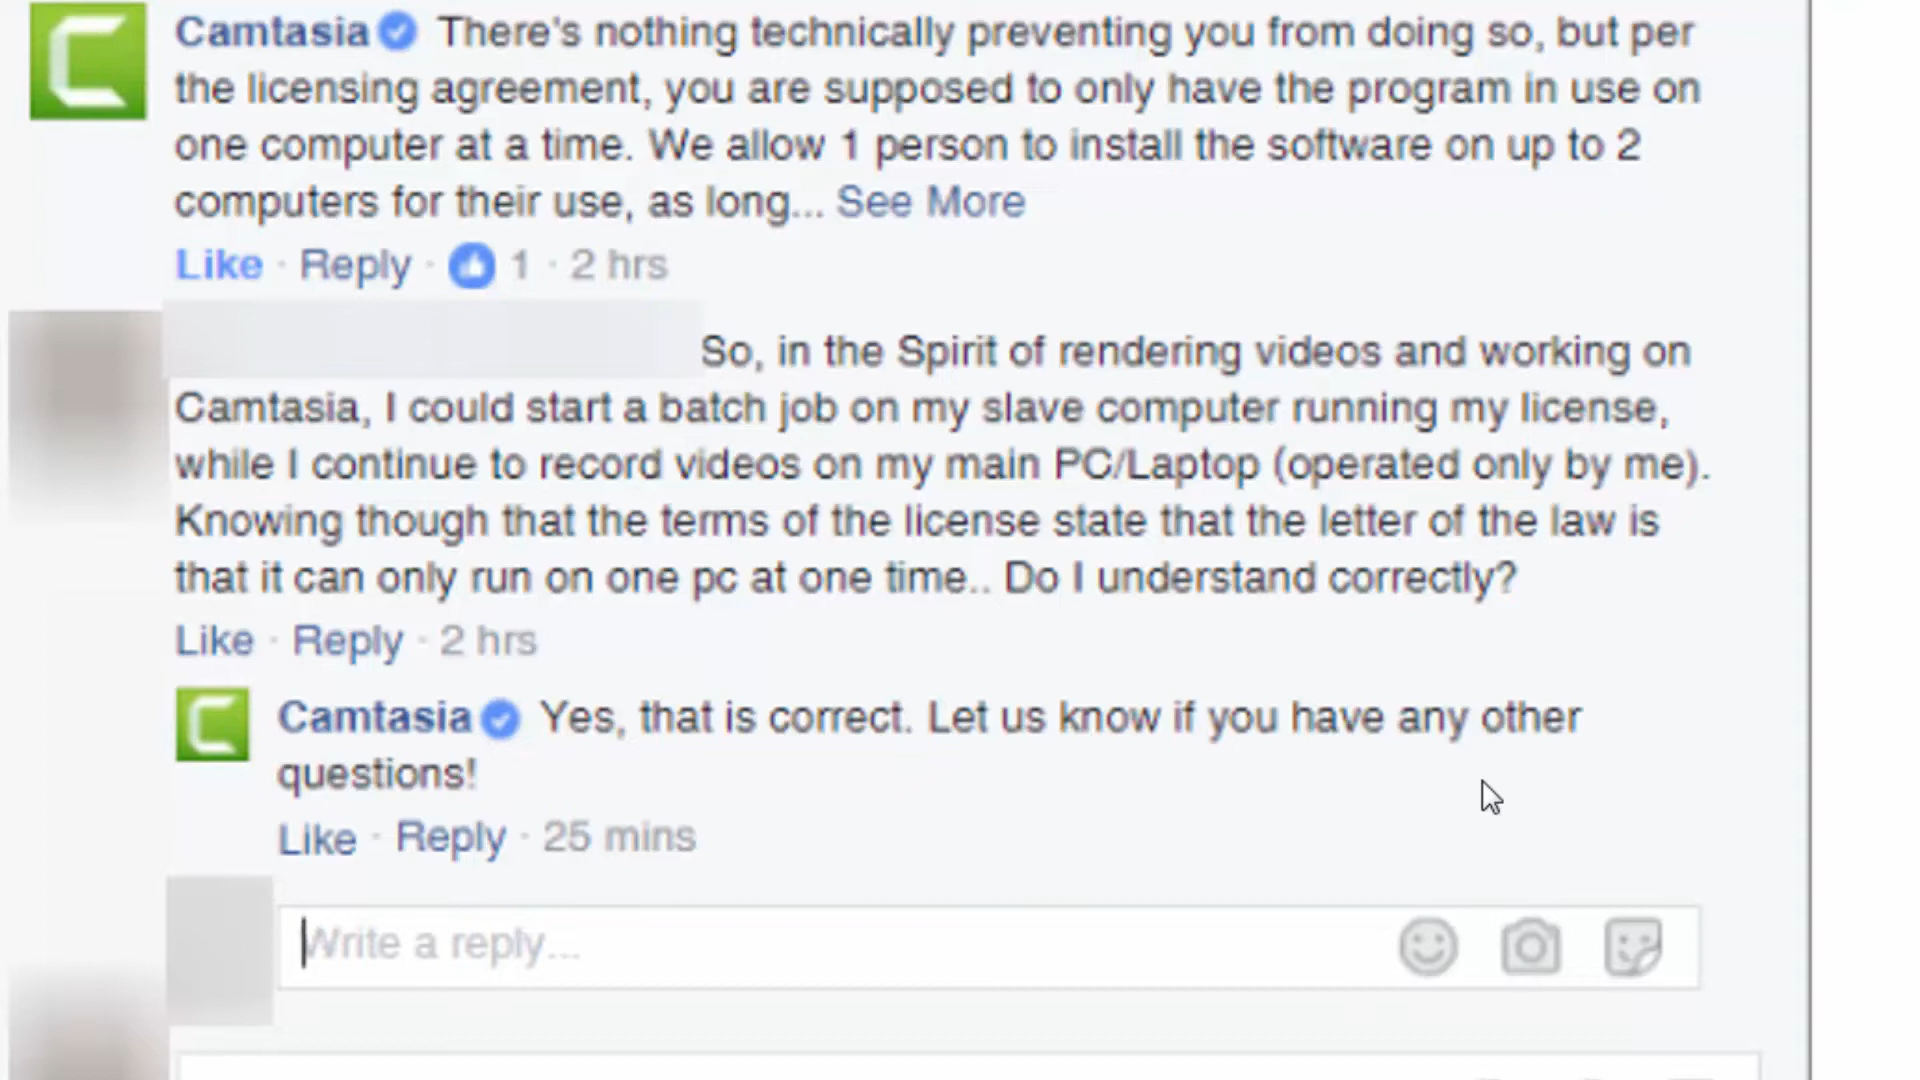 Camtasia There's nothing technically preventing you from doing so, but per
the licensing agreement, you are supposed to only have the program in use on
one computer at a time. We allow 1 person to install the software on up to 2
computers for their use, as long... See More
Like · Reply · 1 · 2 hrs
So, in the Spirit of rendering videos and working on
Camtasia, I could start a batch job on my slave computer running my license,
while I continue to record videos on my main PC/Laptop (operated only by me).
Knowing though that the terms of the license state that the letter of the law is
that it can only run on one pc at one time.. Do I understand correctly?
Like · Reply · 2 hrs
Camtasia Yes, that is correct. Let us know if you have any other
questions!
Like · Reply · 25 mins
Write a reply...